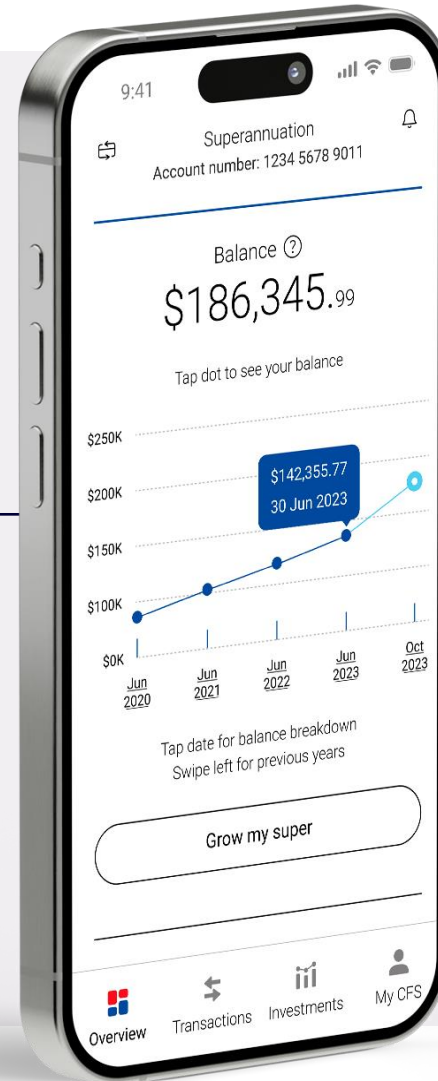 9:41
Superannuation
Account number: 1234 5678 9011
Balance ?
$186,345.99
Tap dot to see your balance
$250K
$200K
$142,355.77
30 Jun 2023
$150K
$100K
$0K
Jun 2020
Jun 2021
Jun 2022
Jun 2023
Oct 2023
Tap date for balance breakdown
Swipe left for previous years
Grow my super
Overview Transactions Investments My CFS